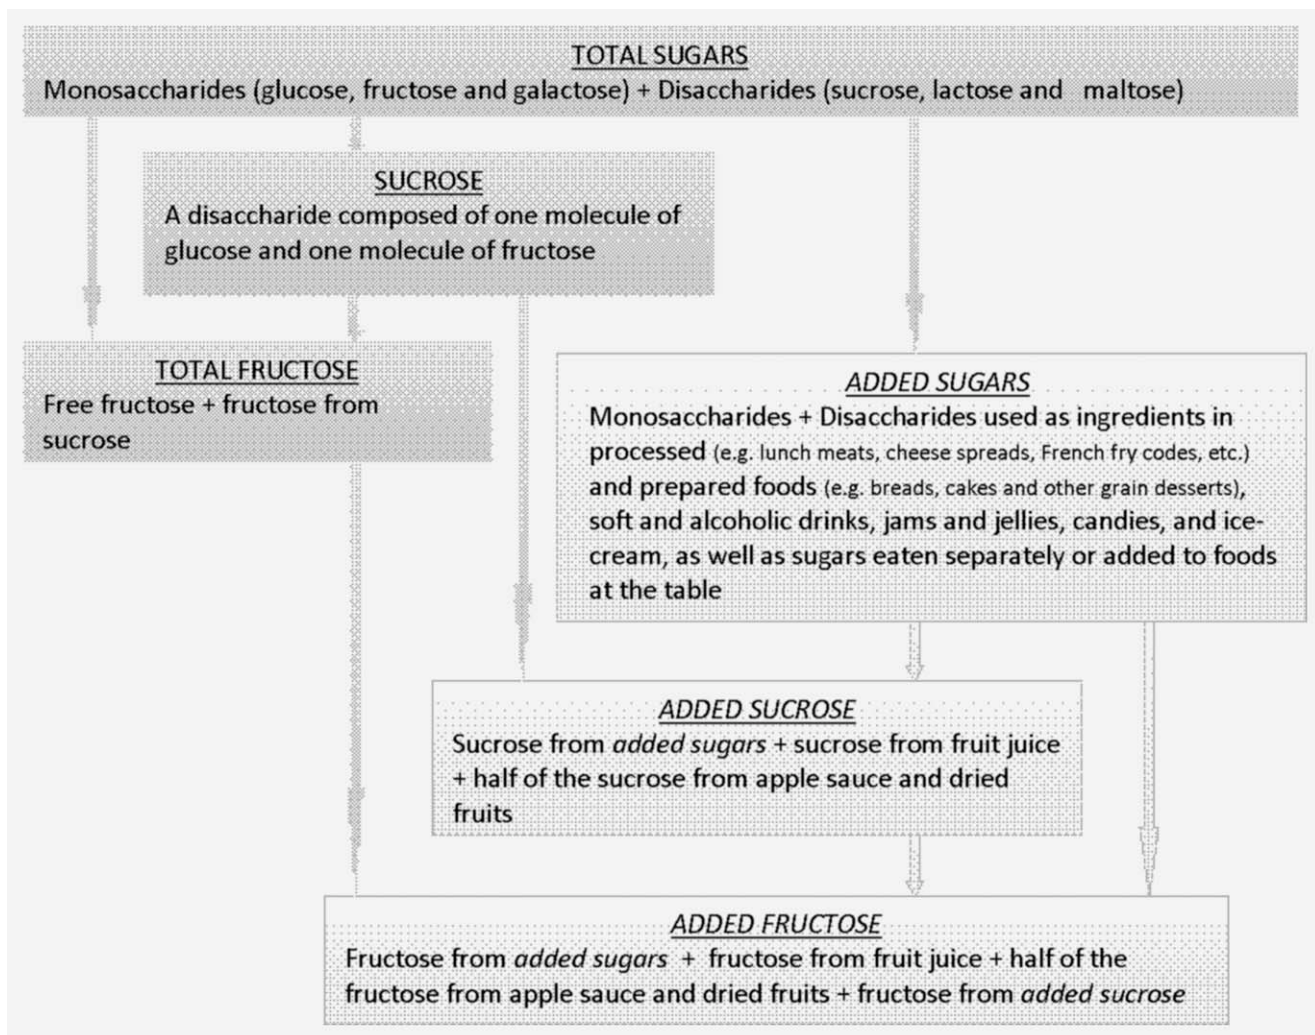 TOTAL SUGARS
Monosaccharides (glucose, fructose and galactose) + Disaccharides (sucrose, lactose and maltose)
SUCROSE
A disaccharide composed of one molecule of
glucose and one molecule of fructose
TOTAL FRUCTOSE
Free fructose + fructose from
sucrose
ADDED SUGARS
Monosaccharides + Disaccharides used as ingredients in
processed (e.g. lunch meats, cheese spreads, French fry codes, etc.)
and prepared foods (e.g. breads, cakes and other grain desserts),
soft and alcoholic drinks, jams and jellies, candies, and ice-
cream, as well as sugars eaten separately or added to foods
at the table
ADDED SUCROSE
Sucrose from added sugars + sucrose from fruit juice
+ half of the sucrose from apple sauce and dried
fruits
ADDED FRUCTOSE
Fructose from added sugars + fructose from fruit juice + half of the
fructose from apple sauce and dried fruits + fructose from added sucrose